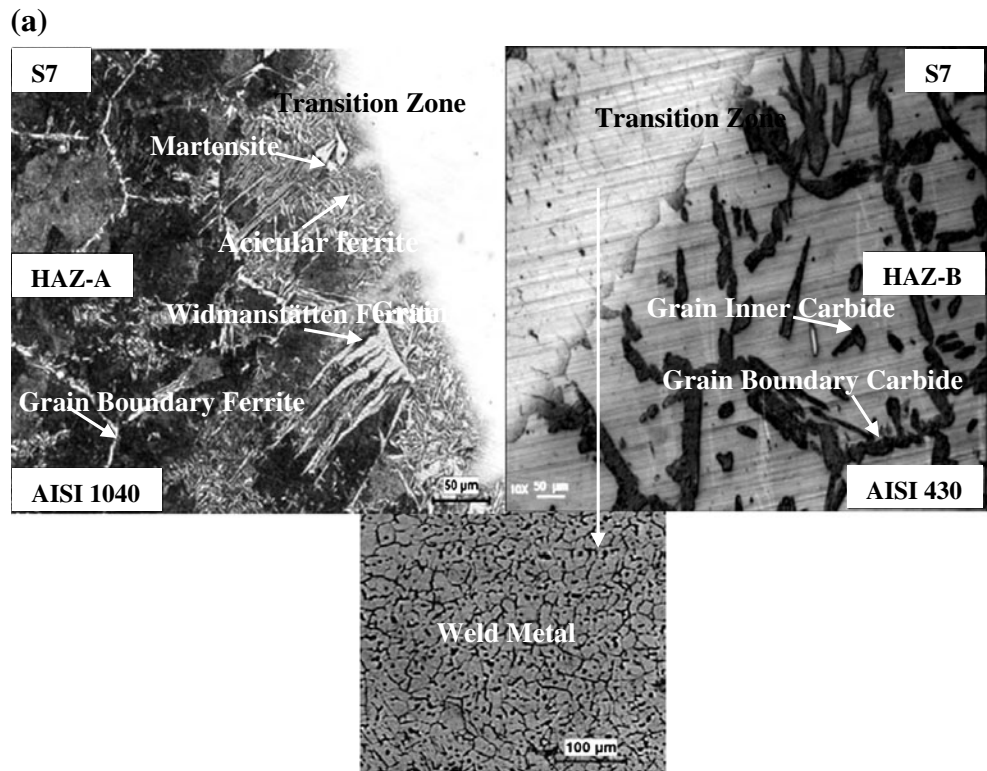 (a)
S7
Transition Zone
Martensite
Acicular ferrite
HAZ-A
Widmanstätten Ferrite
Grain Boundary Ferrite
AISI 1040
50 µm
S7
Transition Zone
HAZ-B
Grain Inner Carbide
Grain Boundary Carbide
AISI 430
10X 50 µm
Weld Metal
100 µm